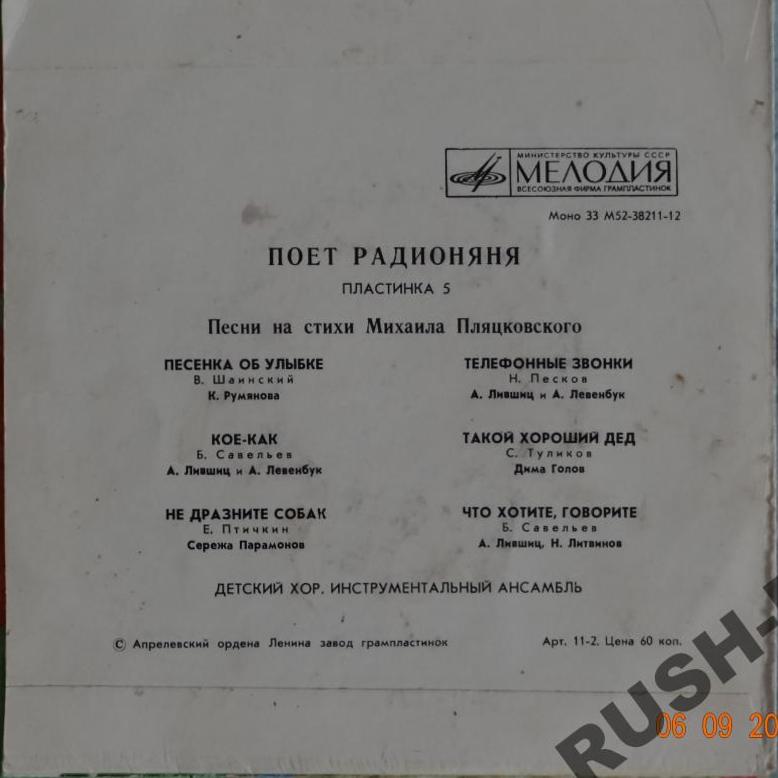 МИНИСТЕРСТВО КУЛЬТУРЫ СССР
МЕЛОДИЯ
ВСЕСОЮЗНАЯ ФИРМА ГРАМПЛАСТИНОК
Моно 33 М52-38211-12
ПОЕТ РАДИОНЯНЯ
ПЛАСТИНКА 5
Песни на стихи Михаила Пляцковского
ПЕСЕНКА ОБ УЛЫБКЕ
В. Шаинский
К. Румянова
КОЕ-КАК
Б. Савельев
А. Лившиц и А. Левенбук
НЕ ДРАЗНИТЕ СОБАК
Е. Птичкин
Сережа Парамонов
ТЕЛЕФОННЫЕ ЗВОНКИ
Н. Песков
А. Лившиц и А. Левенбук
ТАКОЙ ХОРОШИЙ ДЕД
С. Туликов
Дима Голов
ЧТО ХОТИТЕ, ГОВОРИТЕ
Б. Савельев
А. Лившиц, Н. Литвинов
ДЕТСКИЙ ХОР. ИНСТРУМЕНТАЛЬНЫЙ АНСАМБЛЬ
© Апрелевский ордена Ленина завод грампластинок
Арт. 11-2. Цена 60 коп.
RUSH-
06 09 20